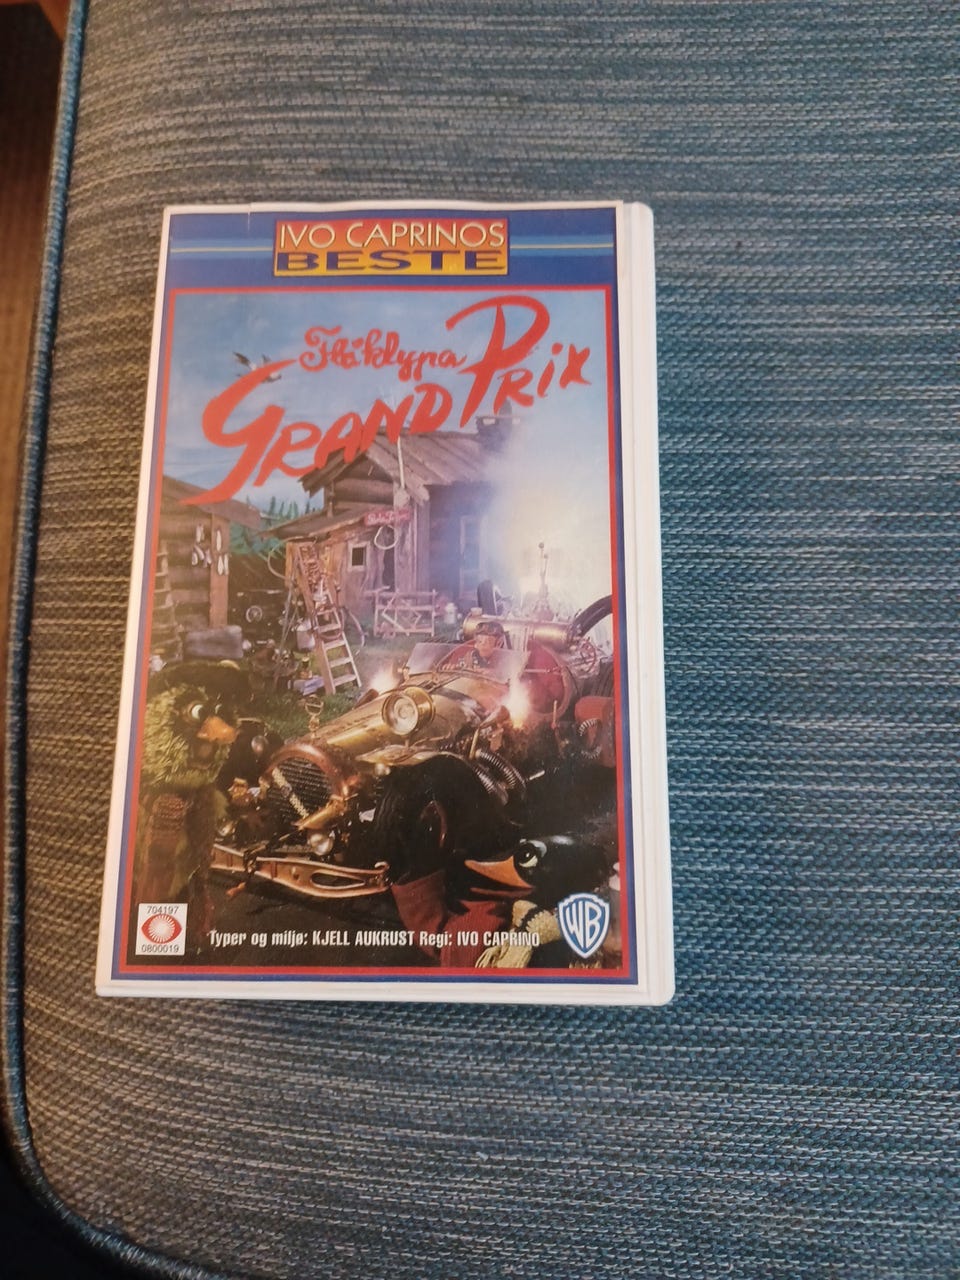 IVO CAPRINOS
BESTE
Flåklypa
GRAND PRIX
704197
0800019
Typer og miljø: KJELL AUKRUST Regi: IVO CAPRINO
WB